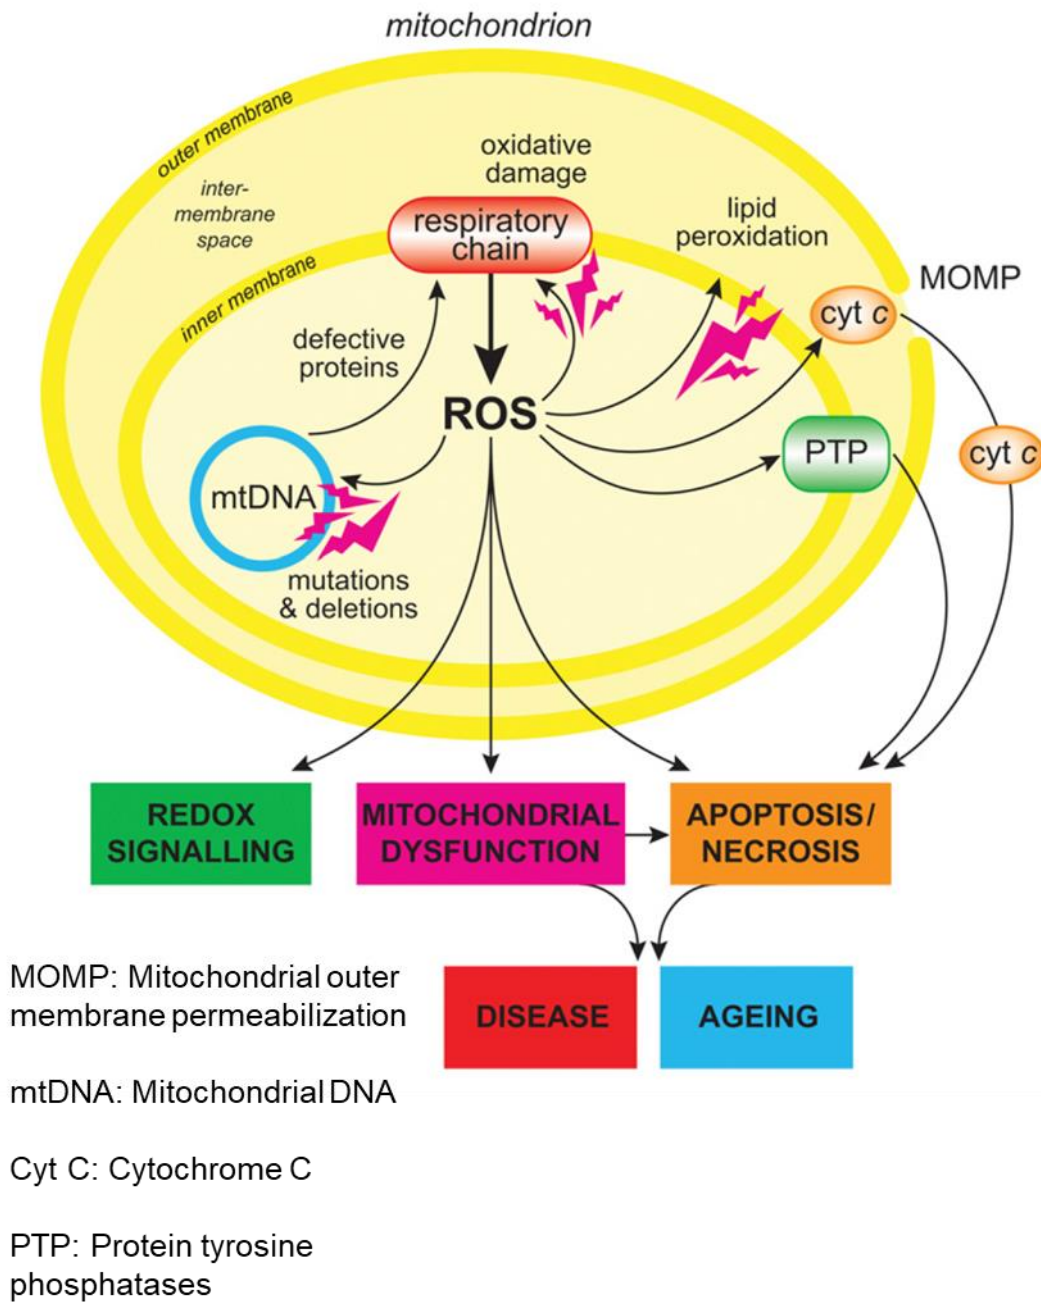 mitochondrion
outer membrane
inter-
membrane
space
inner membrane
oxidative
damage
respiratory
chain
lipid
peroxidation
MOMP
cyt c
defective
proteins
ROS
mtDNA
PTP
cyt c
mutations
& deletions
REDOX
SIGNALLING
MITOCHONDRIAL
DYSFUNCTION
APOPTOSIS/
NECROSIS
DISEASE
AGEING
MOMP: Mitochondrial outer
membrane permeabilization
mtDNA: Mitochondrial DNA
Cyt C: Cytochrome C
PTP: Protein tyrosine
phosphatases